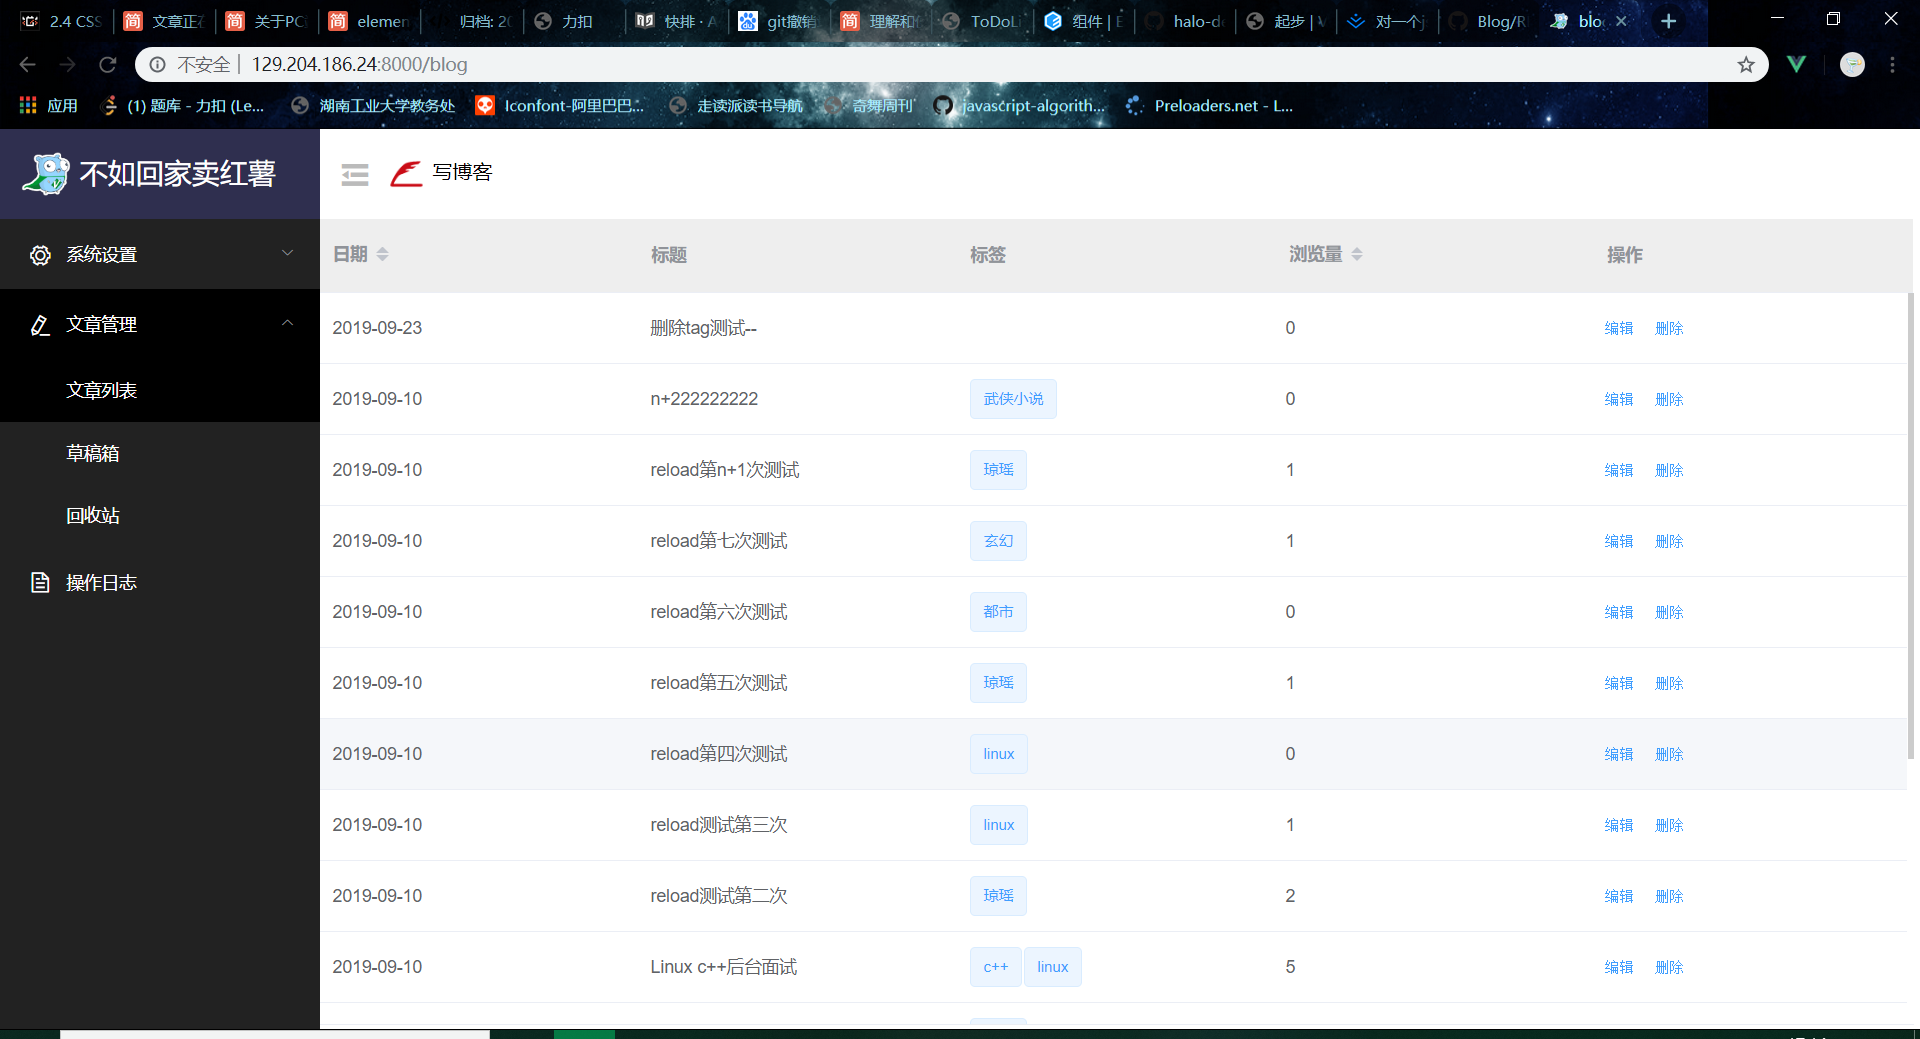 2.4 CSS 文章正在 关于PC elemen 归档: 20 力扣 快排 · A git撤销 理解和使 ToDoLi 组件 | E halo-de 起步 | V 对一个j Blog/R blo
不安全 129.204.186.24:8000/blog
应用 (1) 题库 - 力扣 (Le... 湖南工业大学教务处 Iconfont-阿里巴巴... 走读派读书导航 奇舞周刊 javascript-algorith... Preloaders.net - L...
不如回家卖红薯 写博客
系统设置
文章管理
文章列表
草稿箱
回收站
操作日志
日期 标题 标签 浏览量 操作
2019-09-23 删除tag测试-- 0 编辑 删除
2019-09-10 n+222222222 武侠小说 0 编辑 删除
2019-09-10 reload第n+1次测试 琼瑶 1 编辑 删除
2019-09-10 reload第七次测试 玄幻 1 编辑 删除
2019-09-10 reload第六次测试 都市 0 编辑 删除
2019-09-10 reload第五次测试 琼瑶 1 编辑 删除
2019-09-10 reload第四次测试 linux 0 编辑 删除
2019-09-10 reload测试第三次 linux 1 编辑 删除
2019-09-10 reload测试第二次 琼瑶 2 编辑 删除
2019-09-10 Linux c++后台面试 c++ linux 5 编辑 删除